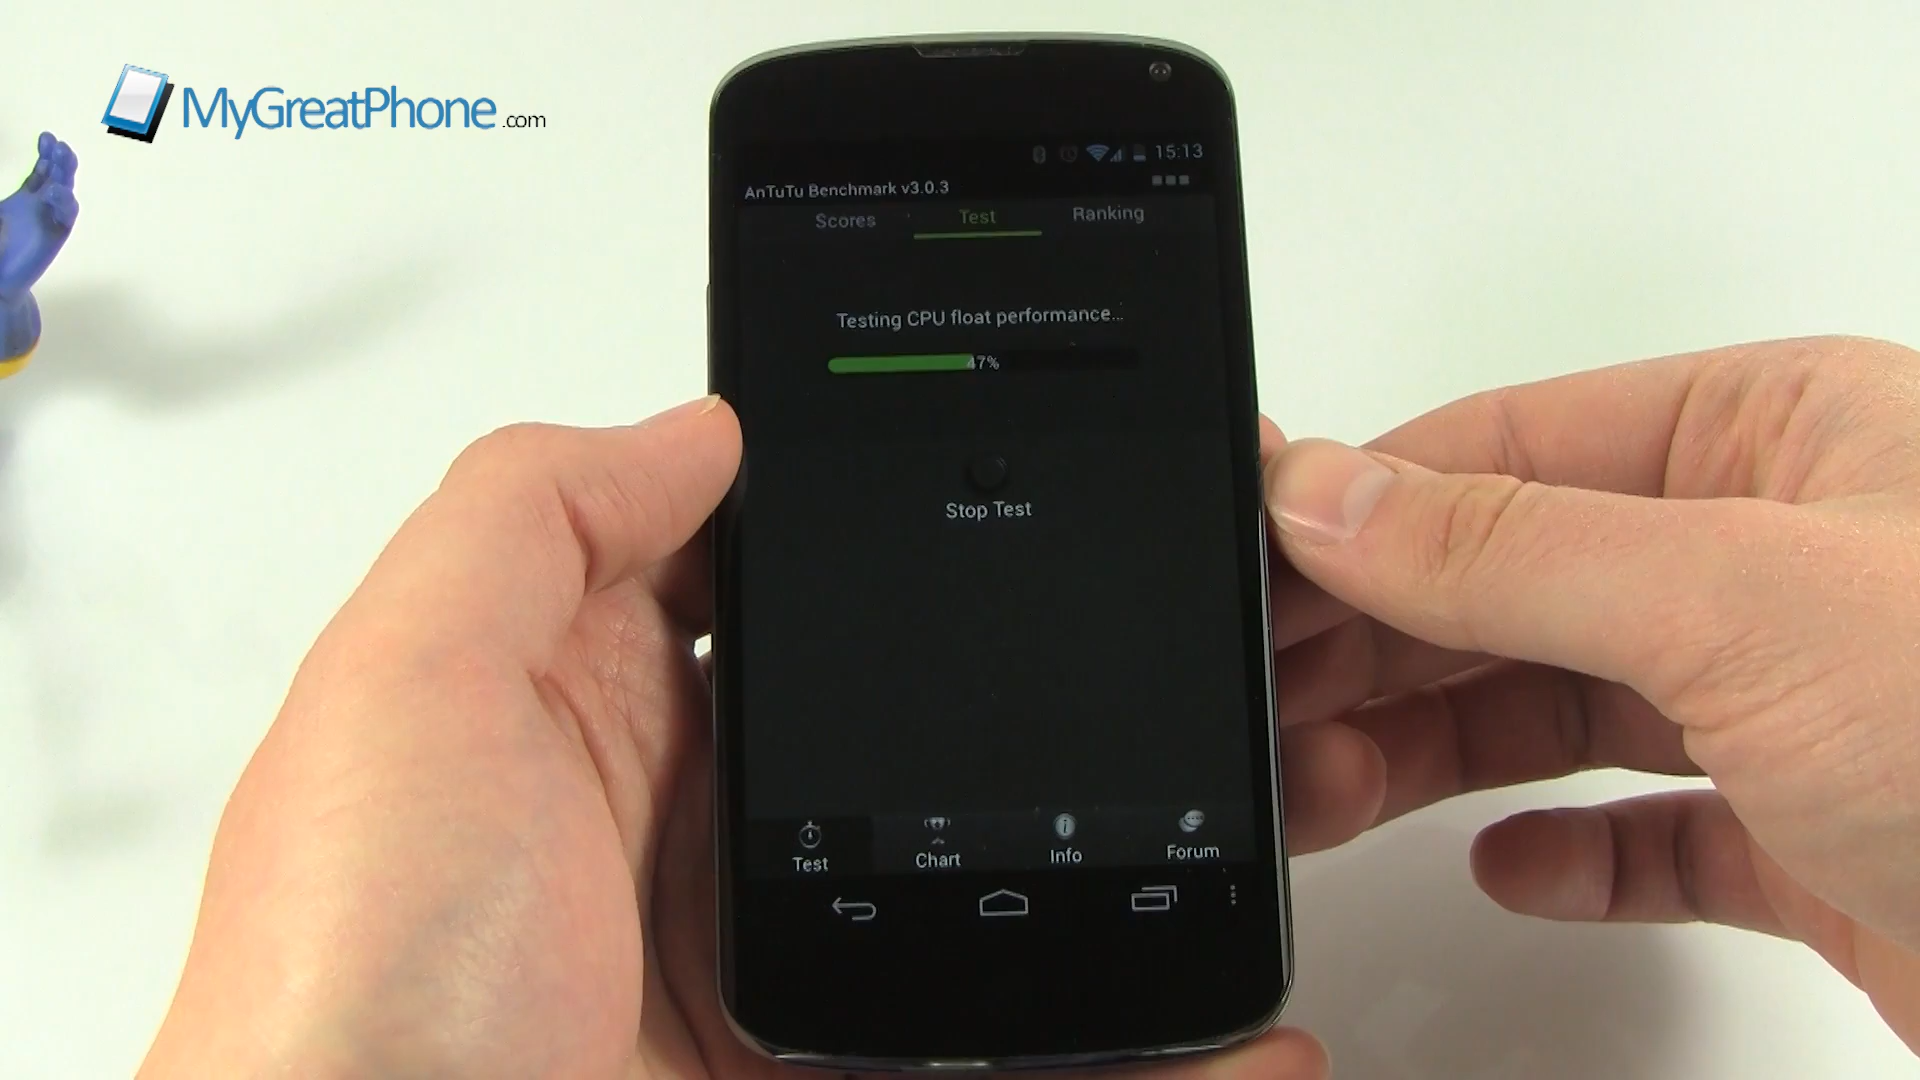 MyGreatPhone.com
15:13
AnTuTu Benchmark v3.0.3
Scores Test Ranking
Testing CPU float performance...
47%
Stop Test
Test Chart Info Forum